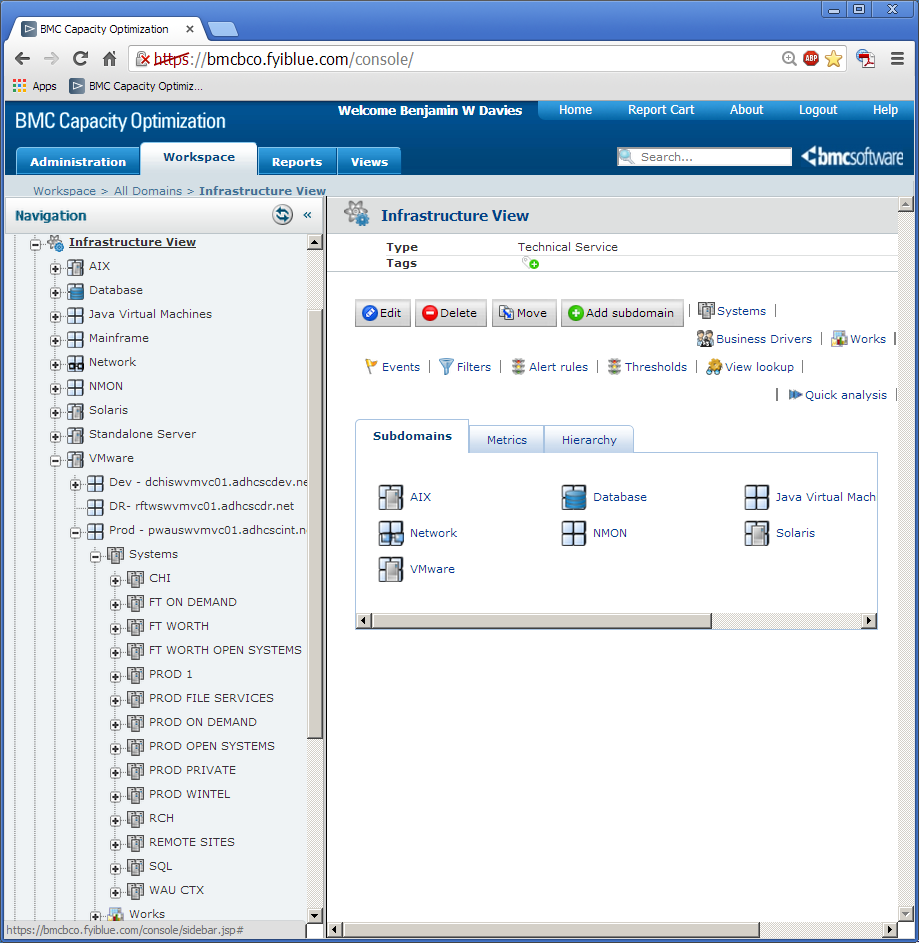 BMC Capacity Optimization
https://bmcbco.fyiblue.com/console/
ABP
Apps
BMC Capacity Optimiz...
BMC Capacity Optimization
Welcome Benjamin W Davies
Home Report Cart About Logout Help
Administration Workspace Reports Views
Search...
bmcsoftware
Workspace > All Domains > Infrastructure View
Navigation
«
Infrastructure View
AIX
Database
Java Virtual Machines
Mainframe
Network
NMON
Solaris
Standalone Server
VMware
Dev - dchiswvmvc01.adhcscdev.ne
DR- rftwswvmvc01.adhcscdr.net
Prod - pwauswvmvc01.adhcscint.n
Systems
CHI
FT ON DEMAND
FT WORTH
FT WORTH OPEN SYSTEMS
PROD 1
PROD FILE SERVICES
PROD ON DEMAND
PROD OPEN SYSTEMS
PROD PRIVATE
PROD WINTEL
RCH
REMOTE SITES
SQL
WAU CTX
Works
https://bmcbco.fyiblue.com/console/sidebar.jsp#
Infrastructure View
Type Technical Service
Tags
Edit Delete Move Add subdomain | Systems |
Business Drivers | Works |
Events | Filters | Alert rules | Thresholds | View lookup |
| Quick analysis |
Subdomains Metrics Hierarchy
AIX Database Java Virtual Mach
Network NMON Solaris
VMware